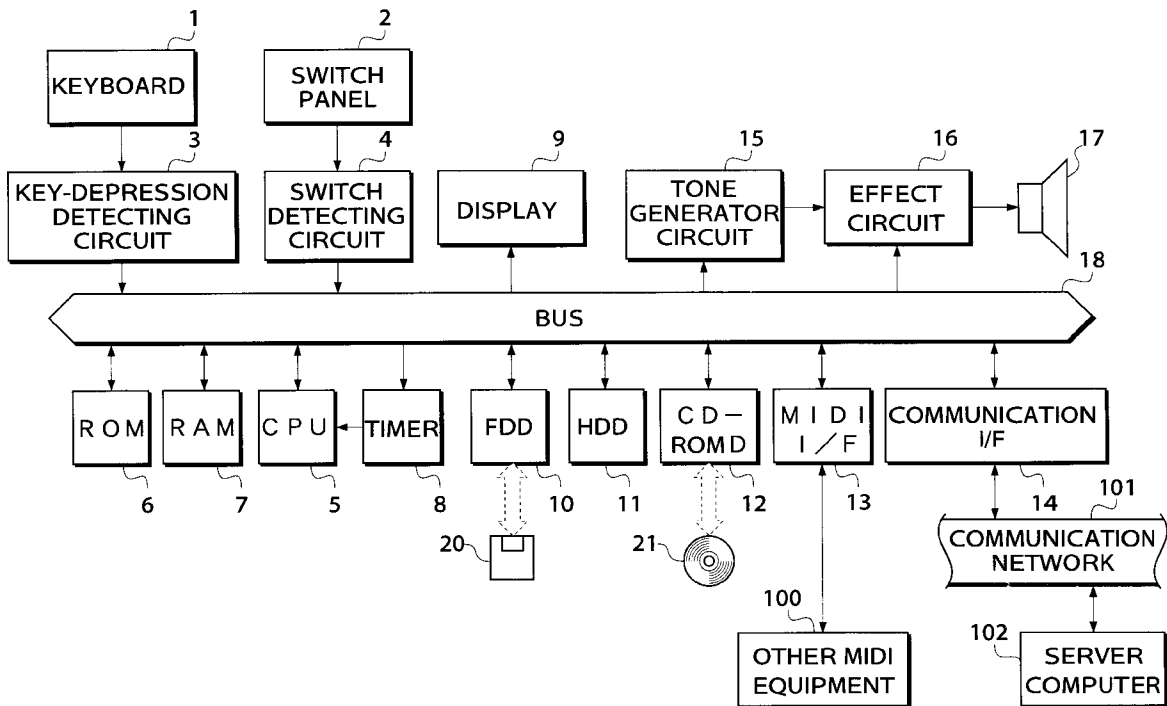 1
2
KEYBOARD
SWITCH
PANEL
3
4
9
15
16
17
KEY-DEPRESSION
DETECTING
CIRCUIT
SWITCH
DETECTING
CIRCUIT
DISPLAY
TONE
GENERATOR
CIRCUIT
EFFECT
CIRCUIT
18
BUS
ROM
RAM
CPU
TIMER
FDD
HDD
CD-
ROMD
MIDI
I/F
COMMUNICATION
I/F
6
7
5
8
10
11
12
13
14
101
20
21
COMMUNICATION
NETWORK
100
102
OTHER MIDI
EQUIPMENT
SERVER
COMPUTER